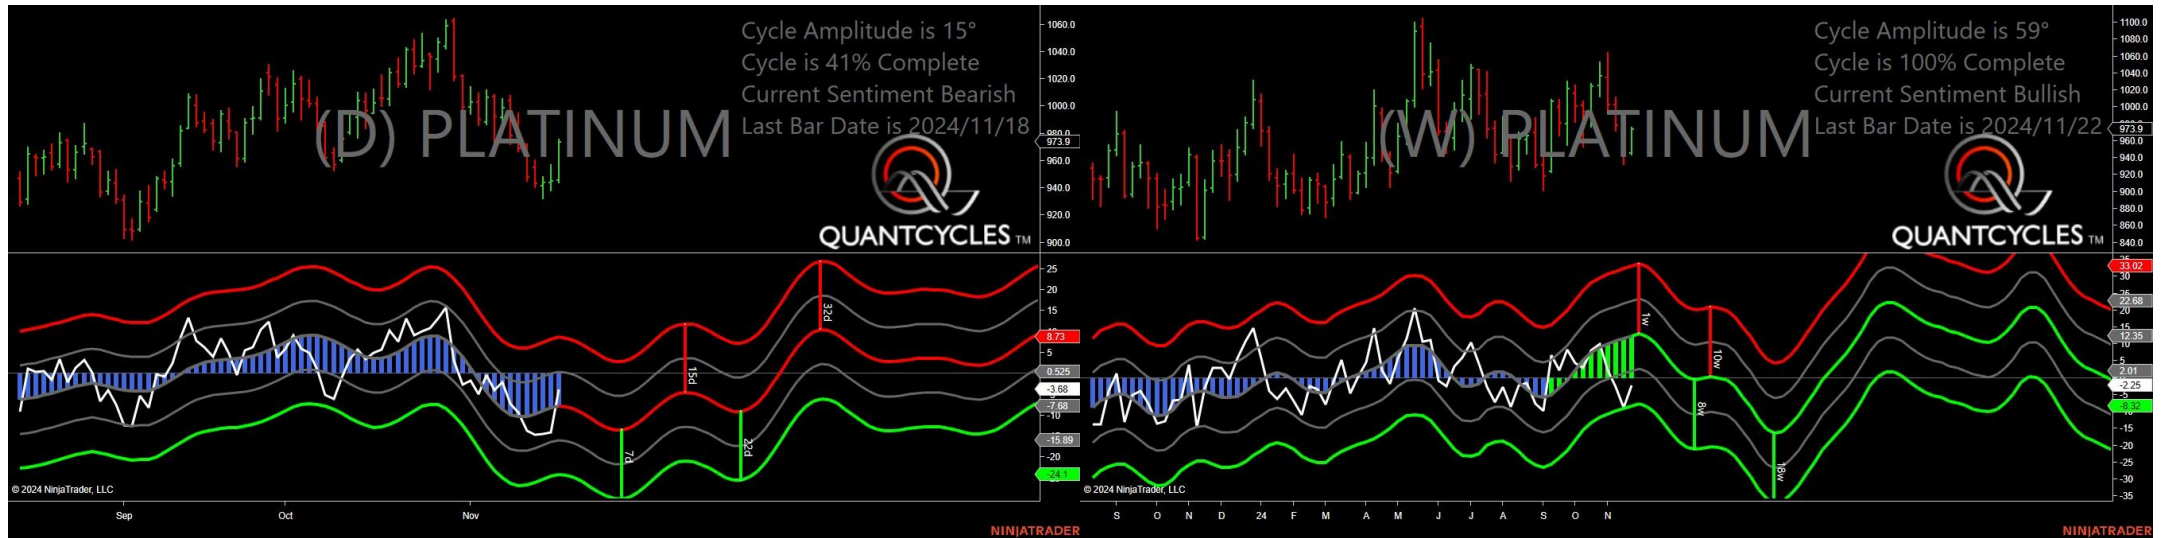 Cycle Amplitude is 15°
Cycle is 41% Complete
Current Sentiment Bearish
Last Bar Date is 2024/11/18
(D) PLATINUM
QUANTCYCLES TM
1060.0
1040.0
1020.0
1000.0
980.0
973.9
960.0
940.0
920.0
900.0
25
20
15
8.73
5
0.525
-3.68
-7.68
-10
-15.89
-20
-24.1
7d
15d
22d
32d
© 2024 NinjaTrader, LLC
Sep
Oct
Nov
NINJATRADER
Cycle Amplitude is 59°
Cycle is 100% Complete
Current Sentiment Bullish
Last Bar Date is 2024/11/22
(W) PLATINUM
QUANTCYCLES TM
1100.0
1080.0
1060.0
1040.0
1020.0
1000.0
973.9
960.0
940.0
920.0
900.0
880.0
860.0
840.0
33.02
30
22.68
20
15
12.35
10
5
2.01
-2.25
-8.32
-15
-20
-25
-30
-35
1w
8w
10w
18w
© 2024 NinjaTrader, LLC
S
O
N
D
24
F
M
A
M
J
J
A
S
O
N
NINJATRADER